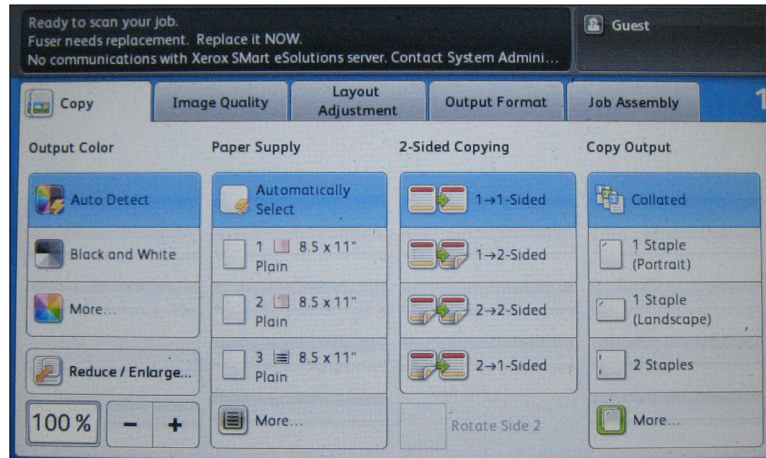 Ready to scan your job.
Fuser needs replacement. Replace it NOW.
No communications with Xerox SMart eSolutions server. Contact System Admini...
Guest
Copy
Image Quality
Layout
Adjustment
Output Format
Job Assembly
1
Output Color
Paper Supply
2-Sided Copying
Copy Output
Auto Detect
Black and White
More...
Reduce / Enlarge...
100 %
-
+
Automatically
Select
1 8.5 x 11"
Plain
2 8.5 x 11"
Plain
3 8.5 x 11"
Plain
More...
1→1-Sided
1→2-Sided
2→2-Sided
2→1-Sided
Rotate Side 2
Collated
1 Staple
(Portrait)
1 Staple
(Landscape)
2 Staples
More...